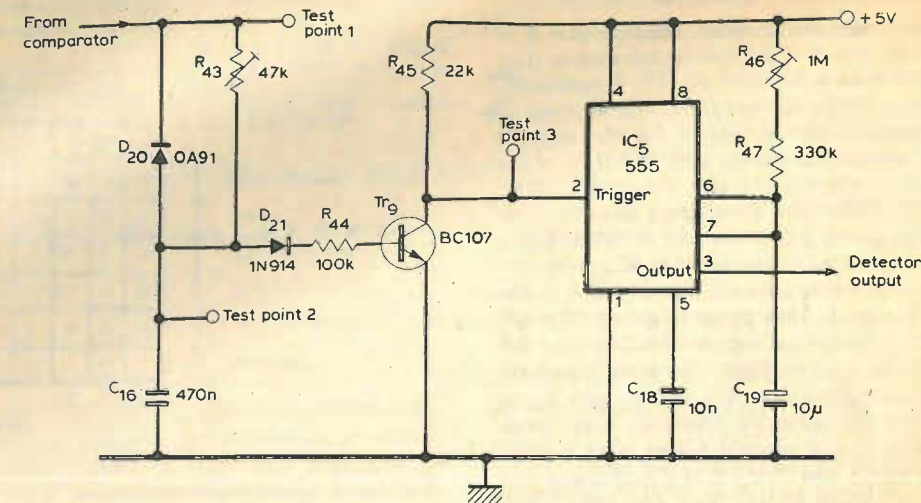 From
comparator
Test
point 1
+ 5V
R43
47k
R45
22k
R46
1M
4
8
D20
OA91
Test
point 3
IC5
555
R47
330k
2
Trigger
6
Tr9
D21
R44
BC107
7
1N914
100k
Output
3
Detector
output
1
5
Test point 2
C16
470n
C18
10n
C19
10µ